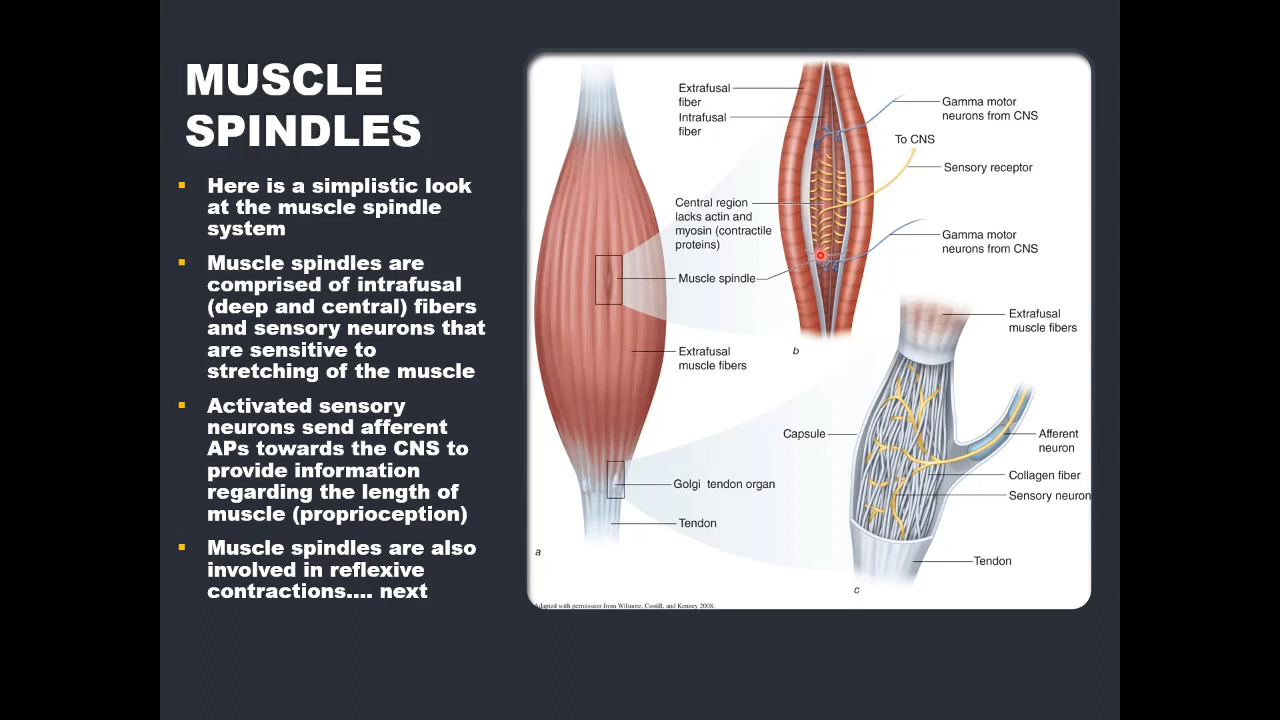 MUSCLE
SPINDLES
Here is a simplistic look
at the muscle spindle
system
Muscle spindles are
comprised of intrafusal
(deep and central) fibers
and sensory neurons that
are sensitive to
stretching of the muscle
Activated sensory
neurons send afferent
APs towards the CNS to
provide information
regarding the length of
muscle (proprioception)
Muscle spindles are also
involved in reflexive
contractions.... next
Extrafusal
fiber
Intrafusal
fiber
Central region
lacks actin and
myosin (contractile
proteins)
Muscle spindle
Extrafusal
muscle fibers
Golgi tendon organ
Tendon
a
Gamma motor
neurons from CNS
To CNS
Sensory receptor
Gamma motor
neurons from CNS
b
Extrafusal
muscle fibers
Capsule
Afferent
neuron
Collagen fiber
Sensory neuron
Tendon
c
Adapted with permission from Wilmore, Costill, and Kenney 2008.